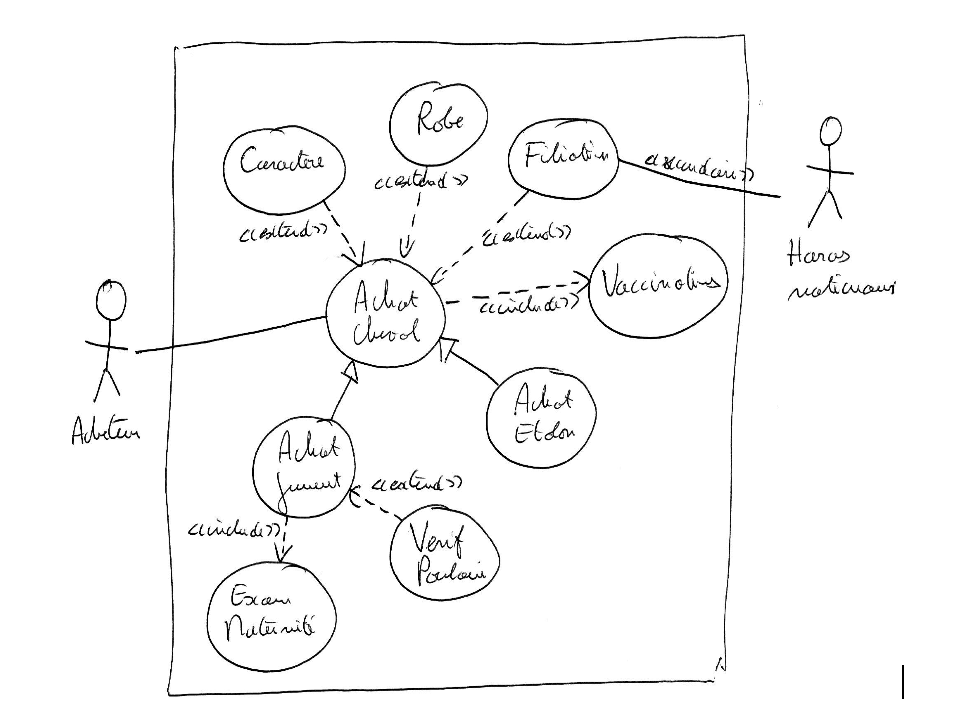 Robe
Caractère
Filiation
<<extend>>
<<secondaire>>
<<extend>>
<<extend>>
Haras
nationaux
Vaccinations
Achat
cheval
<<include>>
Acheteur
Achat
Etalon
Achat
jument
<<extend>>
<<include>>
Verif
Poulain
Exam
Maternité